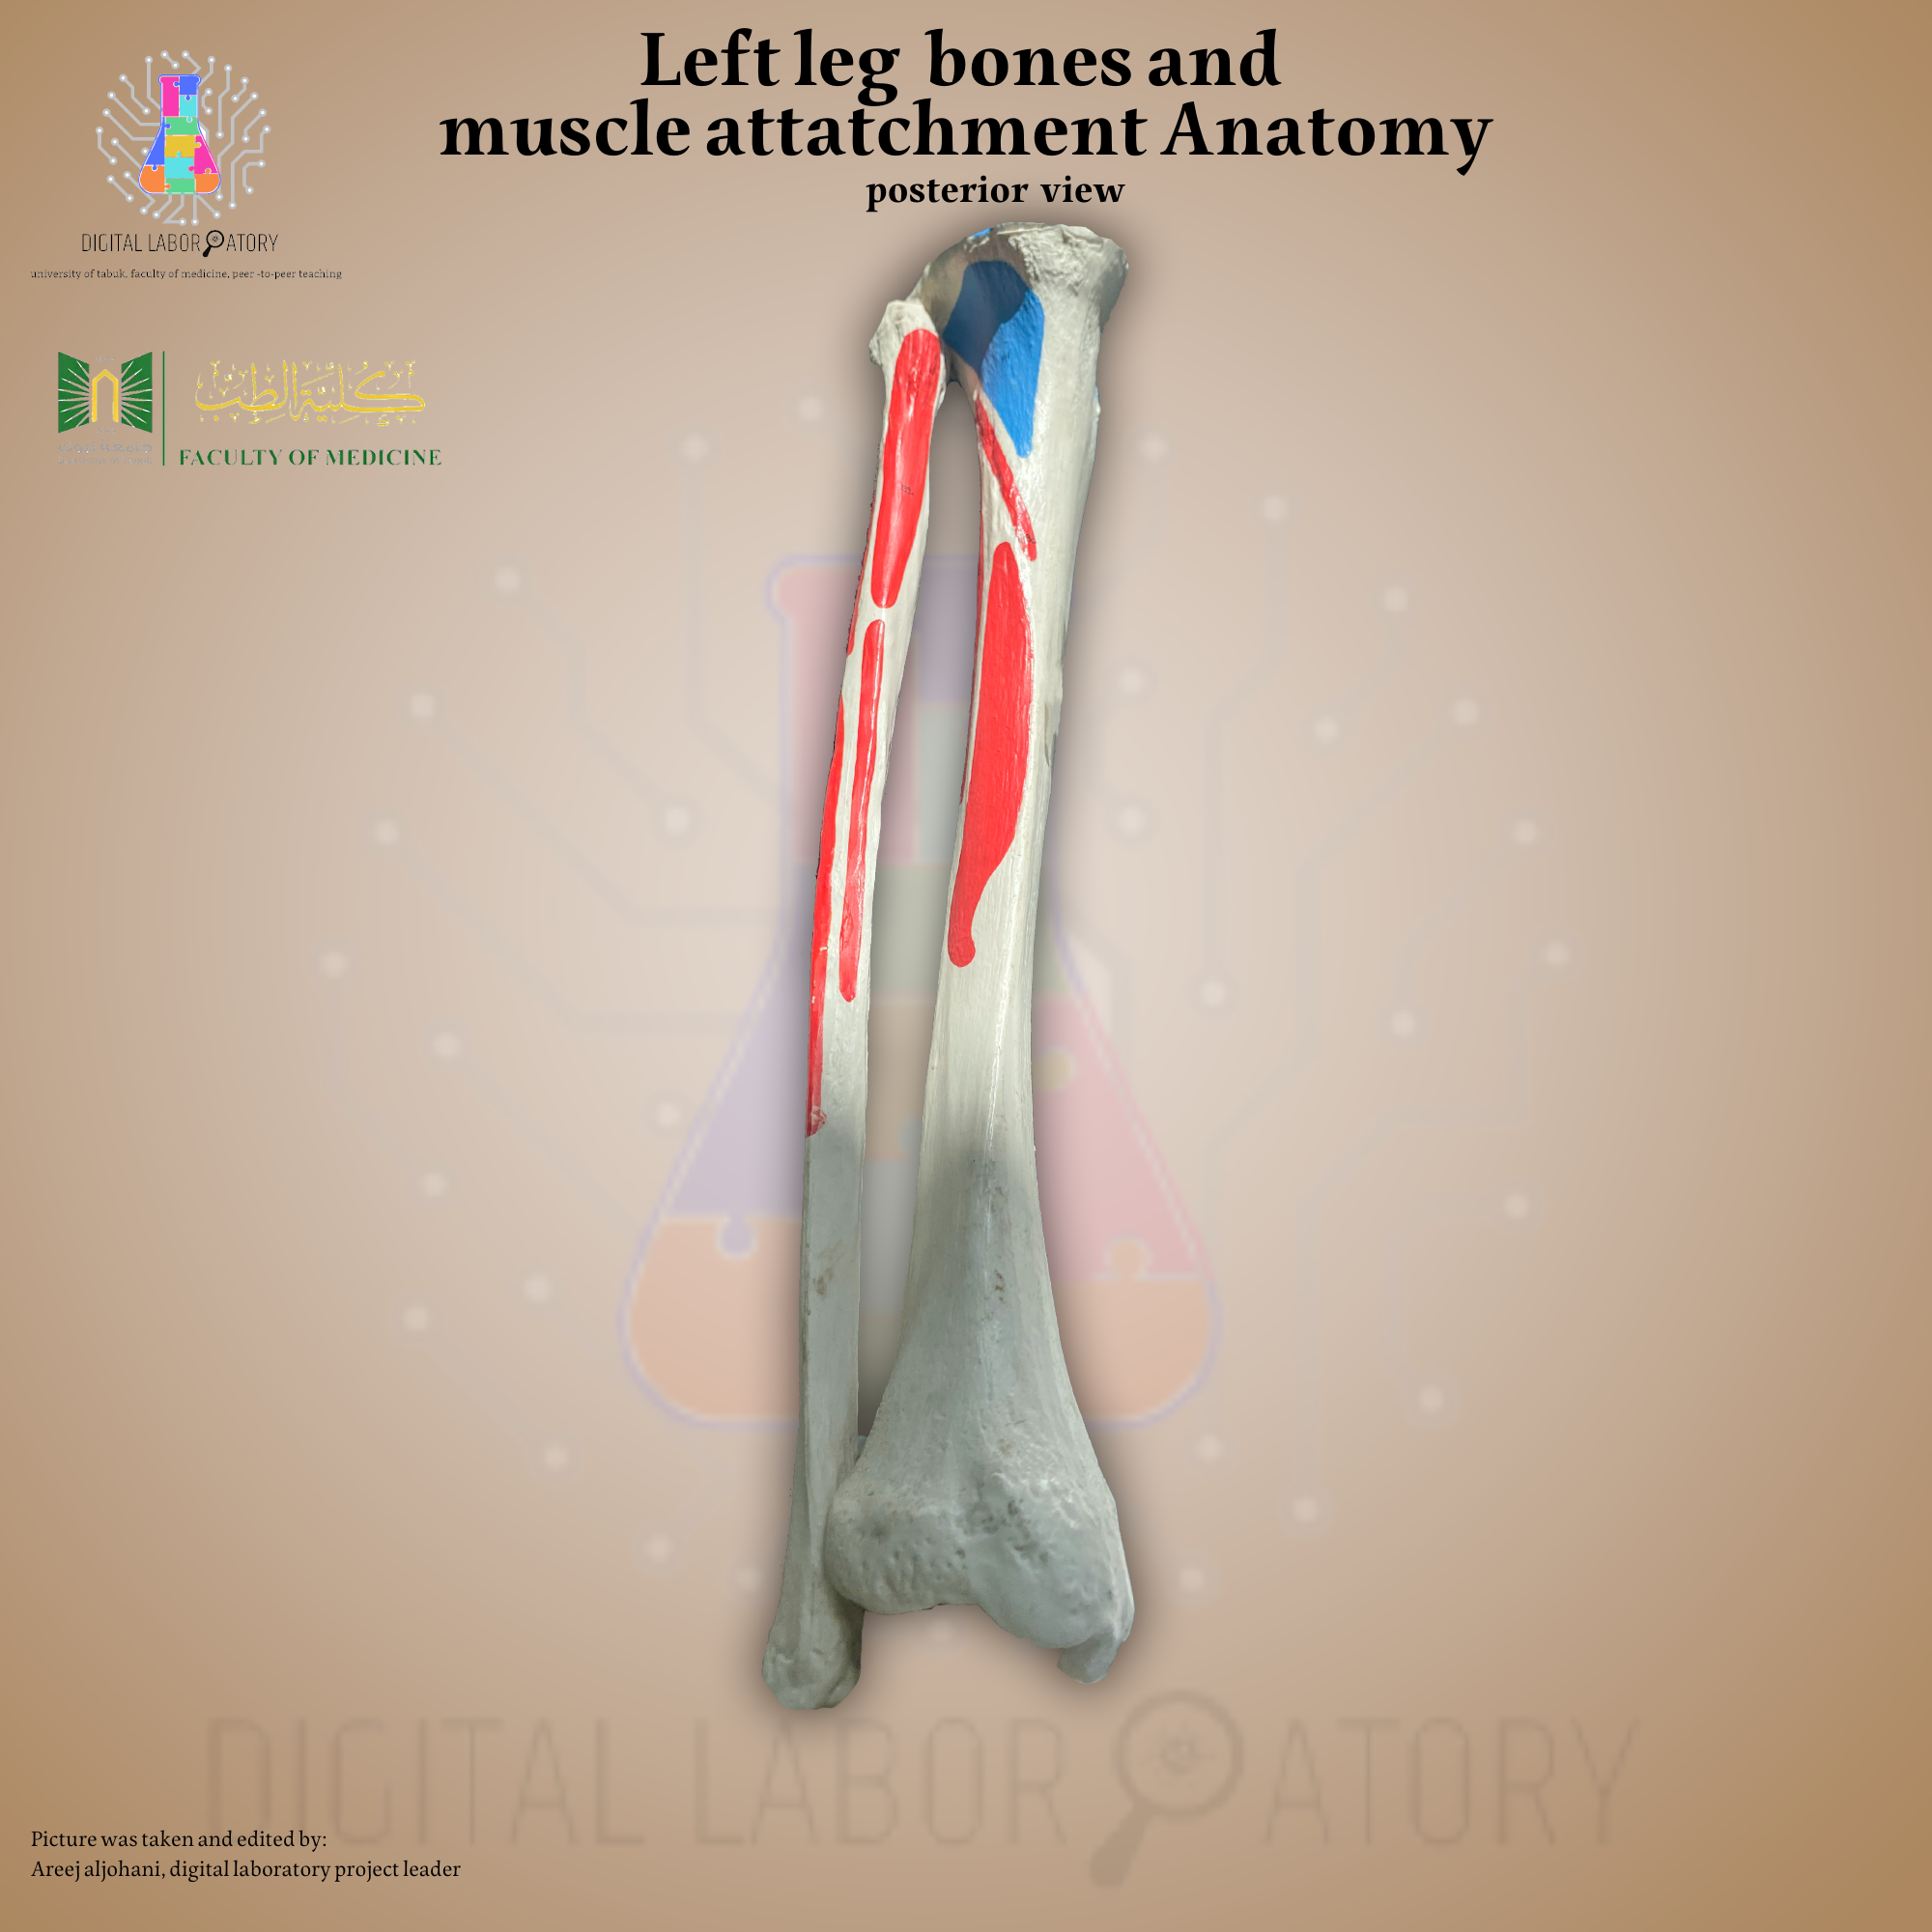 Left leg bones and
muscle attatchment Anatomy
posterior view
DIGITAL LABORATORY
university of tabuk, faculty of medicine, peer -to-peer teaching
كلية الطب
FACULTY OF MEDICINE
DIGITAL LABORATORY
Picture was taken and edited by:
Areej aljohani, digital laboratory project leader